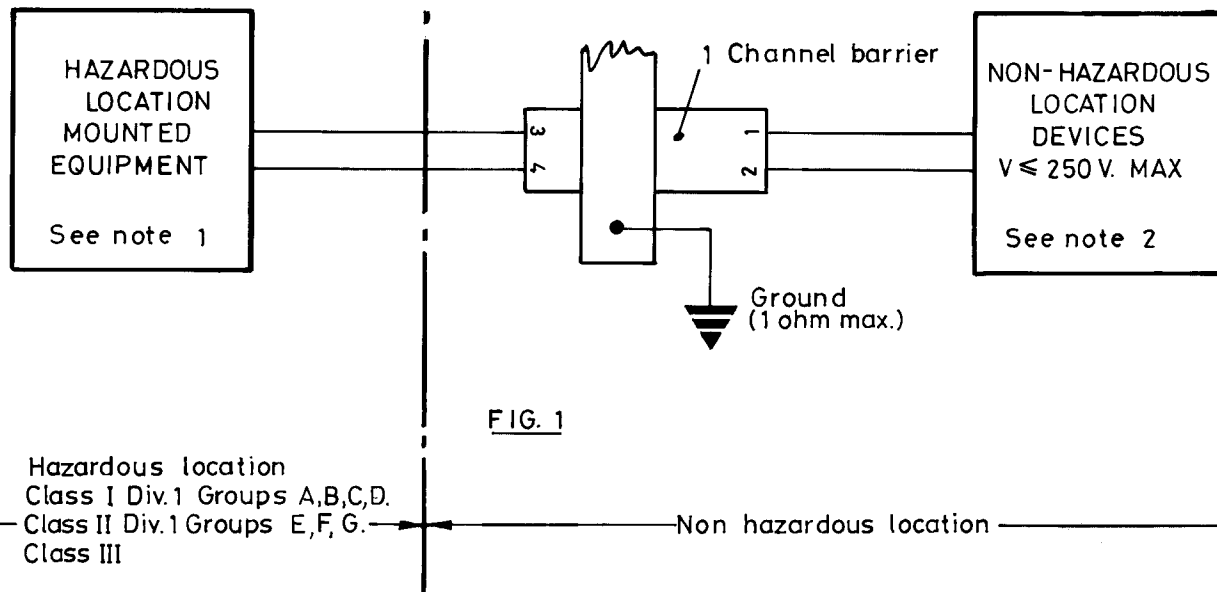 HAZARDOUS
LOCATION
MOUNTED
EQUIPMENT
See note 1
3
4
1 Channel barrier
1
2
NON-HAZARDOUS
LOCATION
DEVICES
V ≤ 250 V. MAX
See note 2
Ground
(1 ohm max.)
FIG. 1
Hazardous location
Class I Div.1 Groups A,B,C,D.
Class II Div.1 Groups E,F,G.
Class III
Non hazardous location